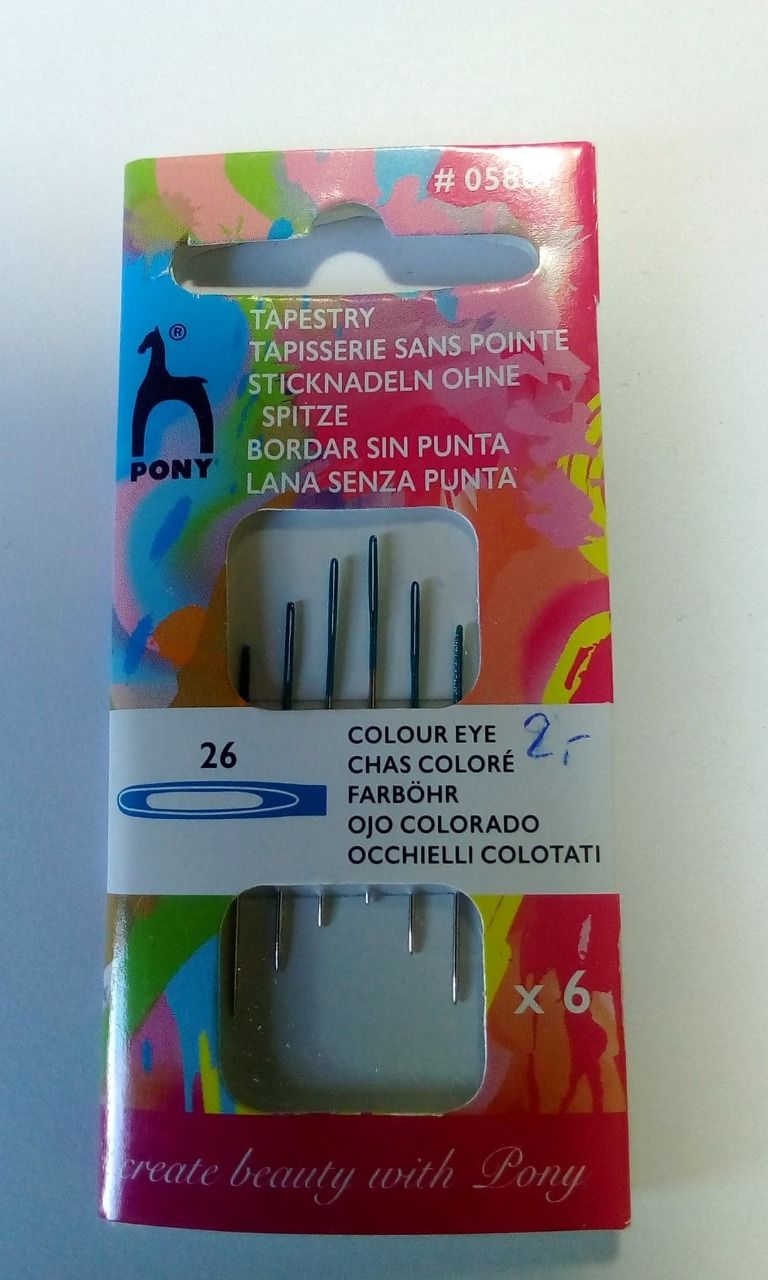 TAPESTRY
TAPISSERIE SANS POINTE
STICKNADELN OHNE
SPITZE
BORDAR SIN PUNTA
LANA SENZA PUNTA
®
PONY
26
COLOUR EYE
CHAS COLORÉ
FARBÖHR
OJO COLORADO
OCCHIELLI COLOTATI
2,-
x 6
create beauty with Pony